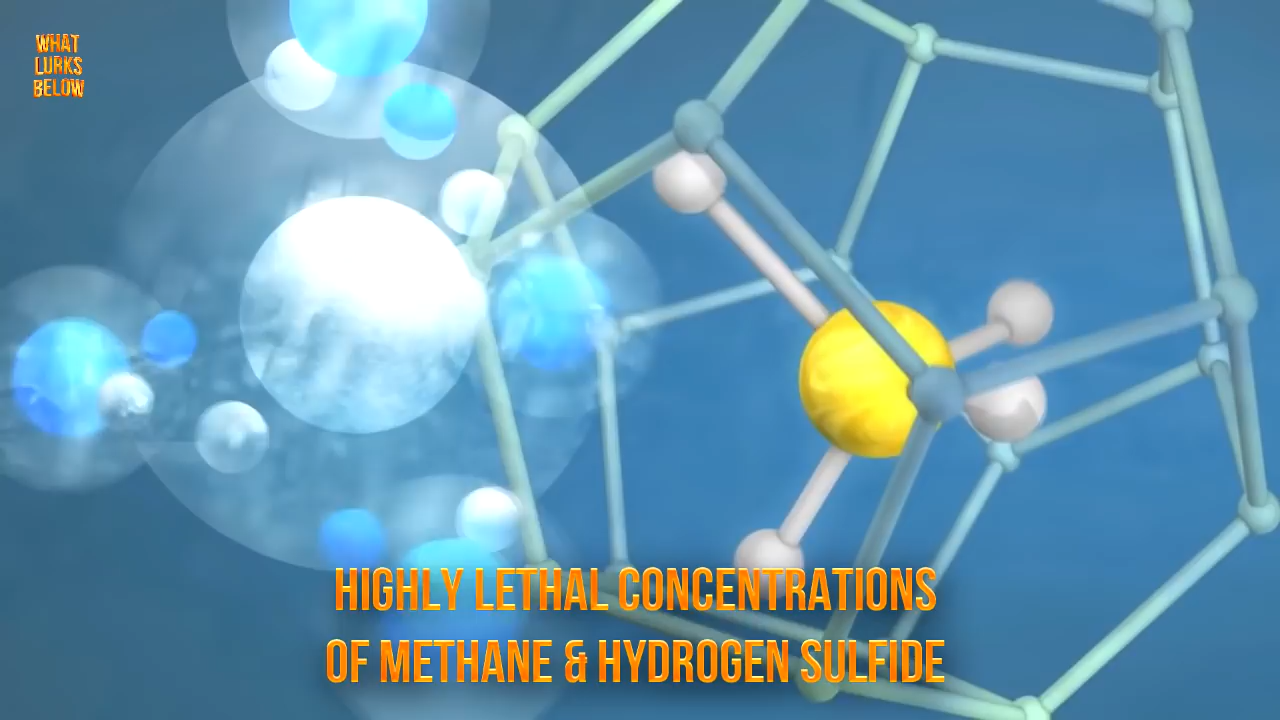 WHAT
LURKS
BELOW
HIGHLY LETHAL CONCENTRATIONS
OF METHANE & HYDROGEN SULFIDE